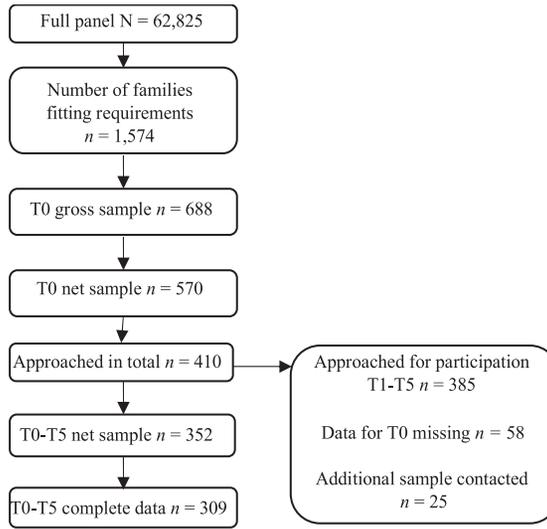 Full panel N = 62,825
Number of families
fitting requirements
n = 1,574
T0 gross sample n = 688
T0 net sample n = 570
Approached in total n = 410
T0-T5 net sample n = 352
T0-T5 complete data n = 309
Approached for participation
T1-T5 n = 385
Data for T0 missing n = 58
Additional sample contacted
n = 25